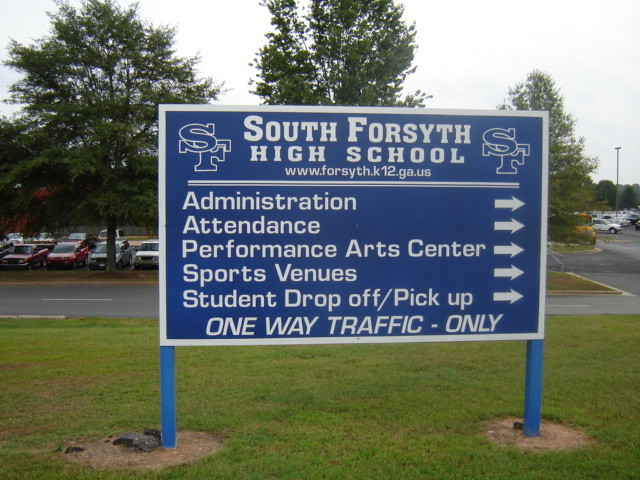 SF SOUTH FORSYTH SF
HIGH SCHOOL
www.forsyth.k12.ga.us
Administration
Attendance
Performance Arts Center
Sports Venues
Student Drop off/Pick up
ONE WAY TRAFFIC - ONLY